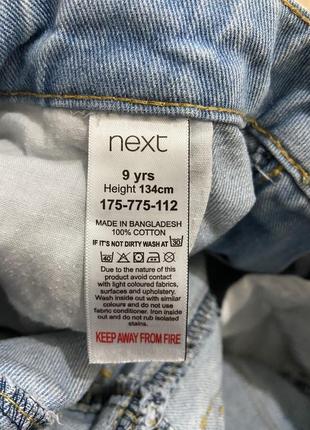 next
9 yrs
Height 134cm
175-775-112
MADE IN BANGLADESH
100% COTTON
IF IT'S NOT DIRTY WASH AT 30
40
Due to the nature of this
product avoid contact with
light coloured fabrics,
surfaces and upholstery.
Wash inside out with similar
colours and do not use
fabric conditioner. Iron inside
out and do not rub isolated
stains.
KEEP AWAY FROM FIRE